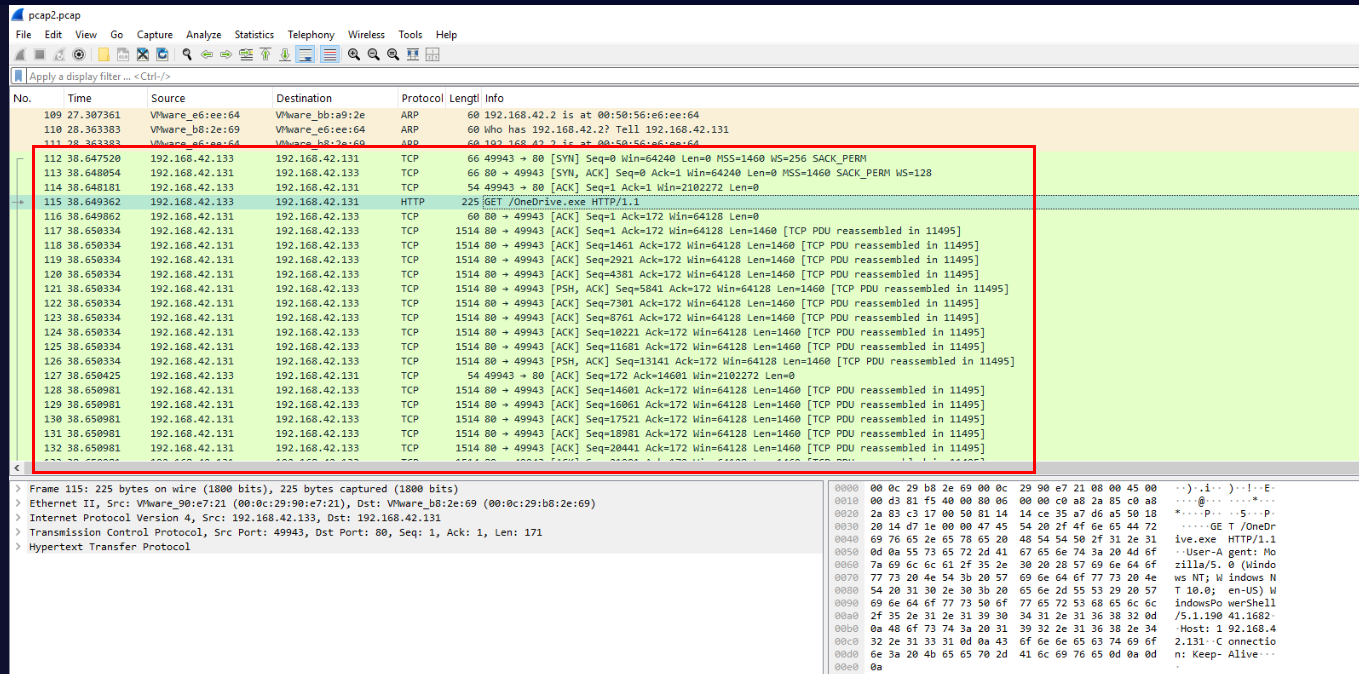 pcap2.pcap
File Edit View Go Capture Analyze Statistics Telephony Wireless Tools Help
Apply a display filter ... <Ctrl-/>
No. Time Source Destination Protocol Lengtl Info
109 27.307361 VMware_e6:ee:64 VMware_bb:a9:2e ARP 60 192.168.42.2 is at 00:50:56:e6:ee:64
110 28.363383 VMware_b8:2e:69 VMware_e6:ee:64 ARP 60 Who has 192.168.42.2? Tell 192.168.42.131
111 28.363383 VMware_e6:ee:64 VMware_b8:2e:69 ARP 60 192.168.42.2 is at 00:50:56:e6:ee:64
112 38.647520 192.168.42.133 192.168.42.131 TCP 66 49943 → 80 [SYN] Seq=0 Win=64240 Len=0 MSS=1460 WS=256 SACK_PERM
113 38.648054 192.168.42.131 192.168.42.133 TCP 66 80 → 49943 [SYN, ACK] Seq=0 Ack=1 Win=64240 Len=0 MSS=1460 SACK_PERM WS=128
114 38.648181 192.168.42.133 192.168.42.131 TCP 54 49943 → 80 [ACK] Seq=1 Ack=1 Win=2102272 Len=0
115 38.649362 192.168.42.133 192.168.42.131 HTTP 225 GET /OneDrive.exe HTTP/1.1
116 38.649862 192.168.42.131 192.168.42.133 TCP 60 80 → 49943 [ACK] Seq=1 Ack=172 Win=64128 Len=0
117 38.650334 192.168.42.131 192.168.42.133 TCP 1514 80 → 49943 [ACK] Seq=1 Ack=172 Win=64128 Len=1460 [TCP PDU reassembled in 11495]
118 38.650334 192.168.42.131 192.168.42.133 TCP 1514 80 → 49943 [ACK] Seq=1461 Ack=172 Win=64128 Len=1460 [TCP PDU reassembled in 11495]
119 38.650334 192.168.42.131 192.168.42.133 TCP 1514 80 → 49943 [ACK] Seq=2921 Ack=172 Win=64128 Len=1460 [TCP PDU reassembled in 11495]
120 38.650334 192.168.42.131 192.168.42.133 TCP 1514 80 → 49943 [ACK] Seq=4381 Ack=172 Win=64128 Len=1460 [TCP PDU reassembled in 11495]
121 38.650334 192.168.42.131 192.168.42.133 TCP 1514 80 → 49943 [PSH, ACK] Seq=5841 Ack=172 Win=64128 Len=1460 [TCP PDU reassembled in 11495]
122 38.650334 192.168.42.131 192.168.42.133 TCP 1514 80 → 49943 [ACK] Seq=7301 Ack=172 Win=64128 Len=1460 [TCP PDU reassembled in 11495]
123 38.650334 192.168.42.131 192.168.42.133 TCP 1514 80 → 49943 [ACK] Seq=8761 Ack=172 Win=64128 Len=1460 [TCP PDU reassembled in 11495]
124 38.650334 192.168.42.131 192.168.42.133 TCP 1514 80 → 49943 [ACK] Seq=10221 Ack=172 Win=64128 Len=1460 [TCP PDU reassembled in 11495]
125 38.650334 192.168.42.131 192.168.42.133 TCP 1514 80 → 49943 [ACK] Seq=11681 Ack=172 Win=64128 Len=1460 [TCP PDU reassembled in 11495]
126 38.650334 192.168.42.131 192.168.42.133 TCP 1514 80 → 49943 [PSH, ACK] Seq=13141 Ack=172 Win=64128 Len=1460 [TCP PDU reassembled in 11495]
127 38.650425 192.168.42.133 192.168.42.131 TCP 54 49943 → 80 [ACK] Seq=172 Ack=14601 Win=2102272 Len=0
128 38.650981 192.168.42.131 192.168.42.133 TCP 1514 80 → 49943 [ACK] Seq=14601 Ack=172 Win=64128 Len=1460 [TCP PDU reassembled in 11495]
129 38.650981 192.168.42.131 192.168.42.133 TCP 1514 80 → 49943 [ACK] Seq=16061 Ack=172 Win=64128 Len=1460 [TCP PDU reassembled in 11495]
130 38.650981 192.168.42.131 192.168.42.133 TCP 1514 80 → 49943 [ACK] Seq=17521 Ack=172 Win=64128 Len=1460 [TCP PDU reassembled in 11495]
131 38.650981 192.168.42.131 192.168.42.133 TCP 1514 80 → 49943 [ACK] Seq=18981 Ack=172 Win=64128 Len=1460 [TCP PDU reassembled in 11495]
132 38.650981 192.168.42.131 192.168.42.133 TCP 1514 80 → 49943 [ACK] Seq=20441 Ack=172 Win=64128 Len=1460 [TCP PDU reassembled in 11495]
Frame 115: 225 bytes on wire (1800 bits), 225 bytes captured (1800 bits)
Ethernet II, Src: VMware_90:e7:21 (00:0c:29:90:e7:21), Dst: VMware_b8:2e:69 (00:0c:29:b8:2e:69)
Internet Protocol Version 4, Src: 192.168.42.133, Dst: 192.168.42.131
Transmission Control Protocol, Src Port: 49943, Dst Port: 80, Seq: 1, Ack: 1, Len: 171
Hypertext Transfer Protocol
0000 00 0c 29 b8 2e 69 00 0c 29 90 e7 21 08 00 45 00 ··)·.i·· )··!··E·
0010 00 d3 81 f5 40 00 80 06 00 00 c0 a8 2a 85 c0 a8 ····@··· ····*···
0020 2a 83 c3 17 00 50 81 14 14 ce 35 a7 d6 a5 50 18 *····P·· ··5···P·
0030 20 14 d7 1e 00 00 47 45 54 20 2f 4f 6e 65 44 72 ·····GE T /OneDr
0040 69 76 65 2e 65 78 65 20 48 54 54 50 2f 31 2e 31 ive.exe HTTP/1.1
0050 0d 0a 55 73 65 72 2d 41 67 65 6e 74 3a 20 4d 6f ··User-A gent: Mo
0060 7a 69 6c 6c 61 2f 35 2e 30 20 28 57 69 6e 64 6f zilla/5. 0 (Windo
0070 77 73 20 4e 54 3b 20 57 69 6e 64 6f 77 73 20 4e ws NT; W indows N
0080 54 20 31 30 2e 30 3b 20 65 6e 2d 55 53 29 20 57 T 10.0; en-US) W
0090 69 6e 64 6f 77 73 50 6f 77 65 72 53 68 65 6c 6c indowsPo werShell
00a0 2f 35 2e 31 2e 31 39 30 34 31 2e 31 36 38 32 0d /5.1.190 41.1682·
00b0 0a 48 6f 73 74 3a 20 31 39 32 2e 31 36 38 2e 34 ·Host: 1 92.168.4
00c0 32 2e 31 33 31 0d 0a 43 6f 6e 6e 65 63 74 69 6f 2.131··C onnectio
00d0 6e 3a 20 4b 65 65 70 2d 41 6c 69 76 65 0d 0a 0d n: Keep- Alive···
00e0 0a ·